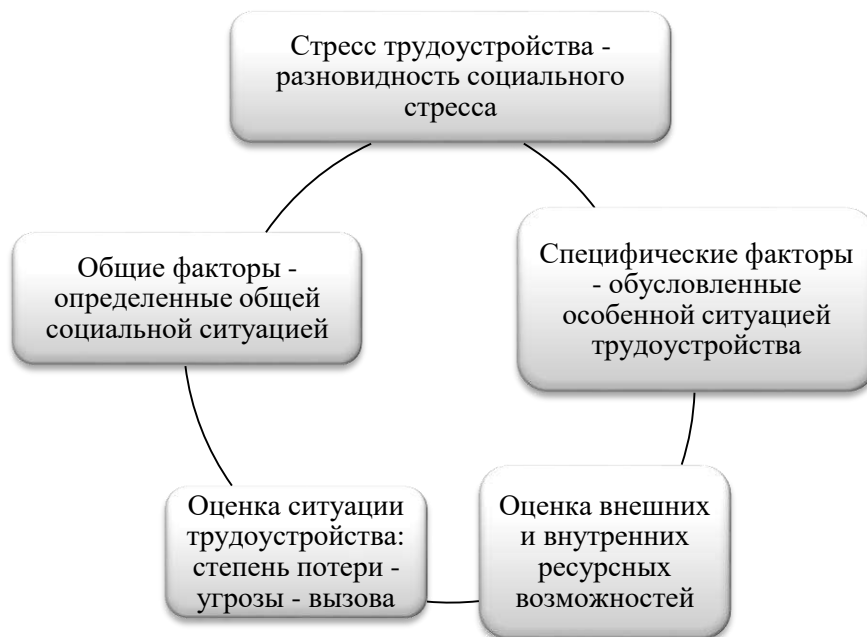 Стресс трудоустройства -
разновидность социального
стресса
Общие факторы -
определенные общей
социальной ситуацией
Специфические факторы
- обусловленные
особенной ситуацией
трудоустройства
Оценка ситуации
трудоустройства:
степень потери -
угрозы - вызова
Оценка внешних
и внутренних
ресурсных
возможностей